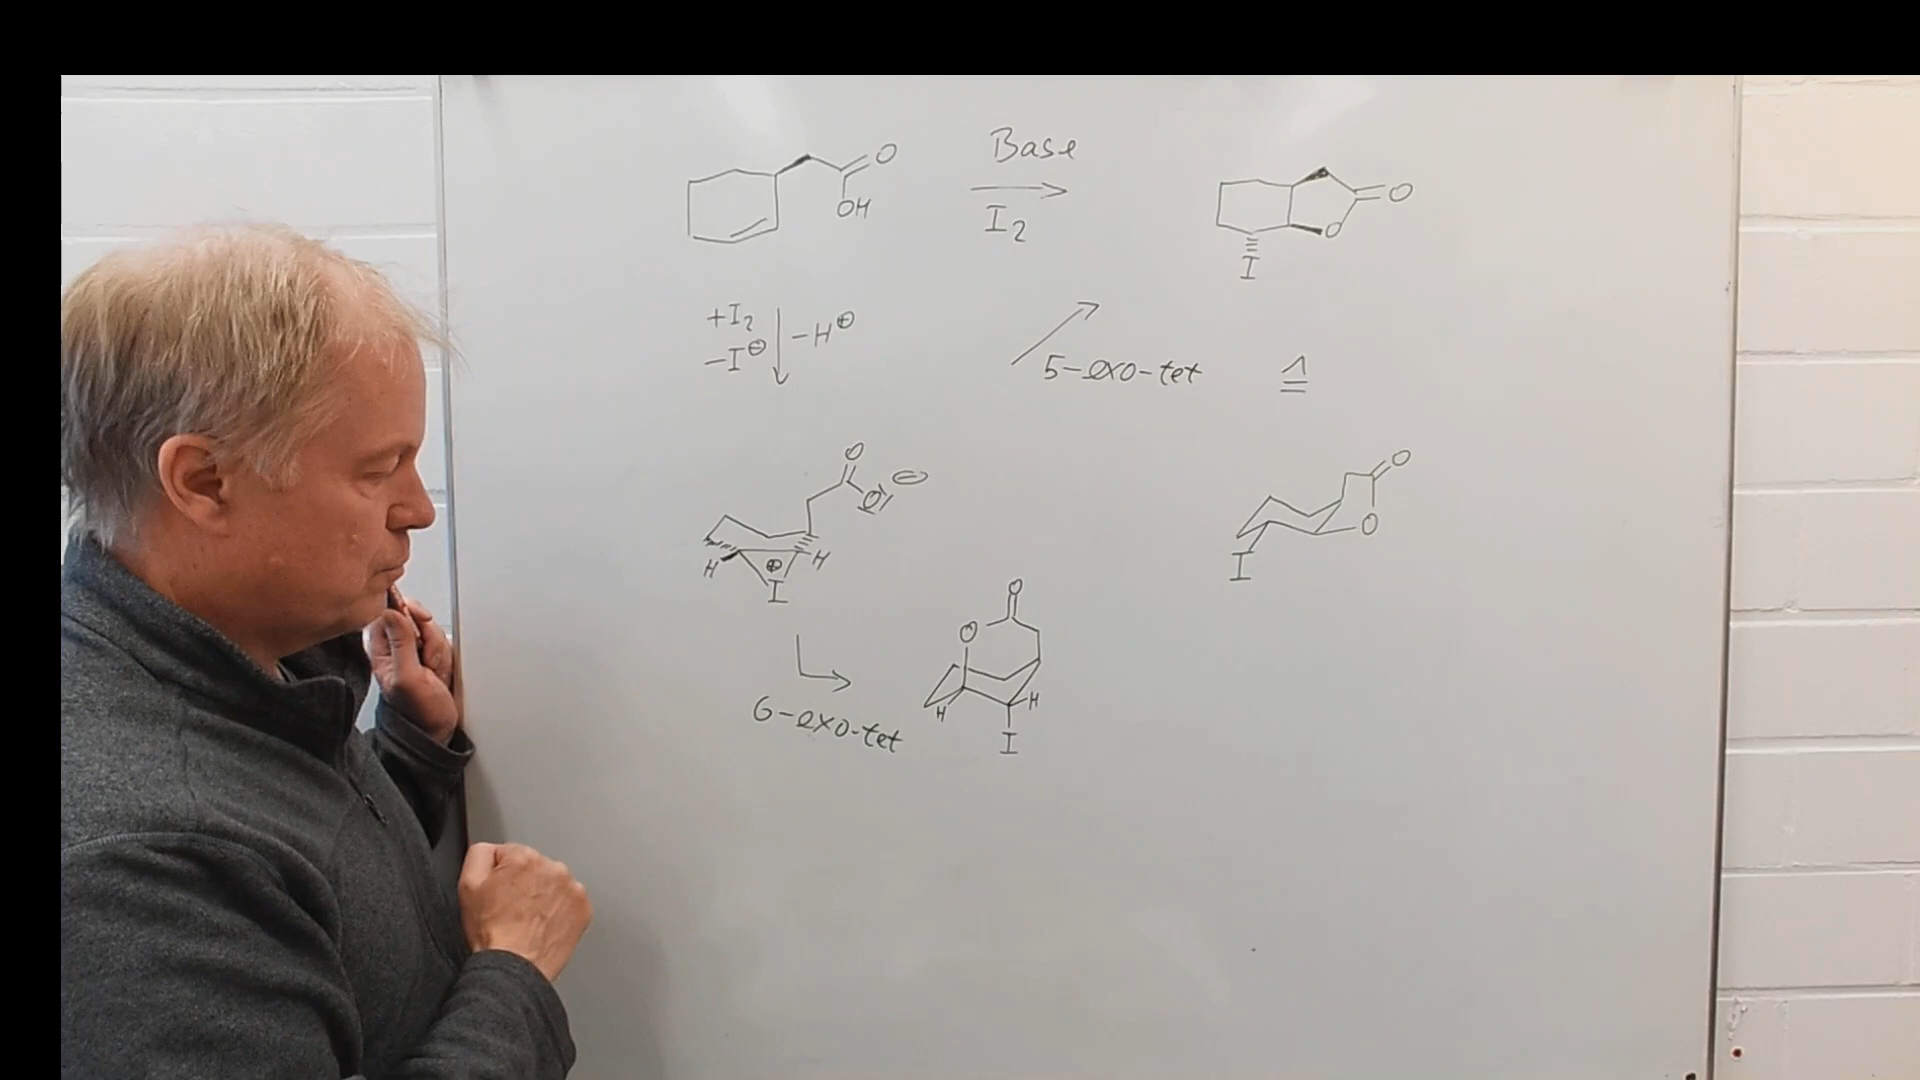 Base
O
OH
I2
O
O
I
+I2
−I⊖
−H⊕
5-exo-tet
≙
O
O ⊖
H
⊕
H
I
O
O
I
O
O
H
H
I
6-exo-tet